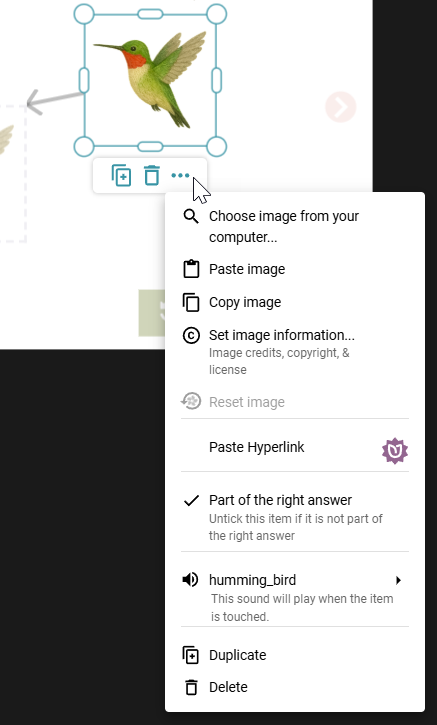 Choose image from your
computer...
Paste image
Copy image
Set image information...
Image credits, copyright, &
license
Reset image
Paste Hyperlink
Part of the right answer
Untick this item if it is not part of
the right answer
humming_bird
This sound will play when the item
is touched.
Duplicate
Delete